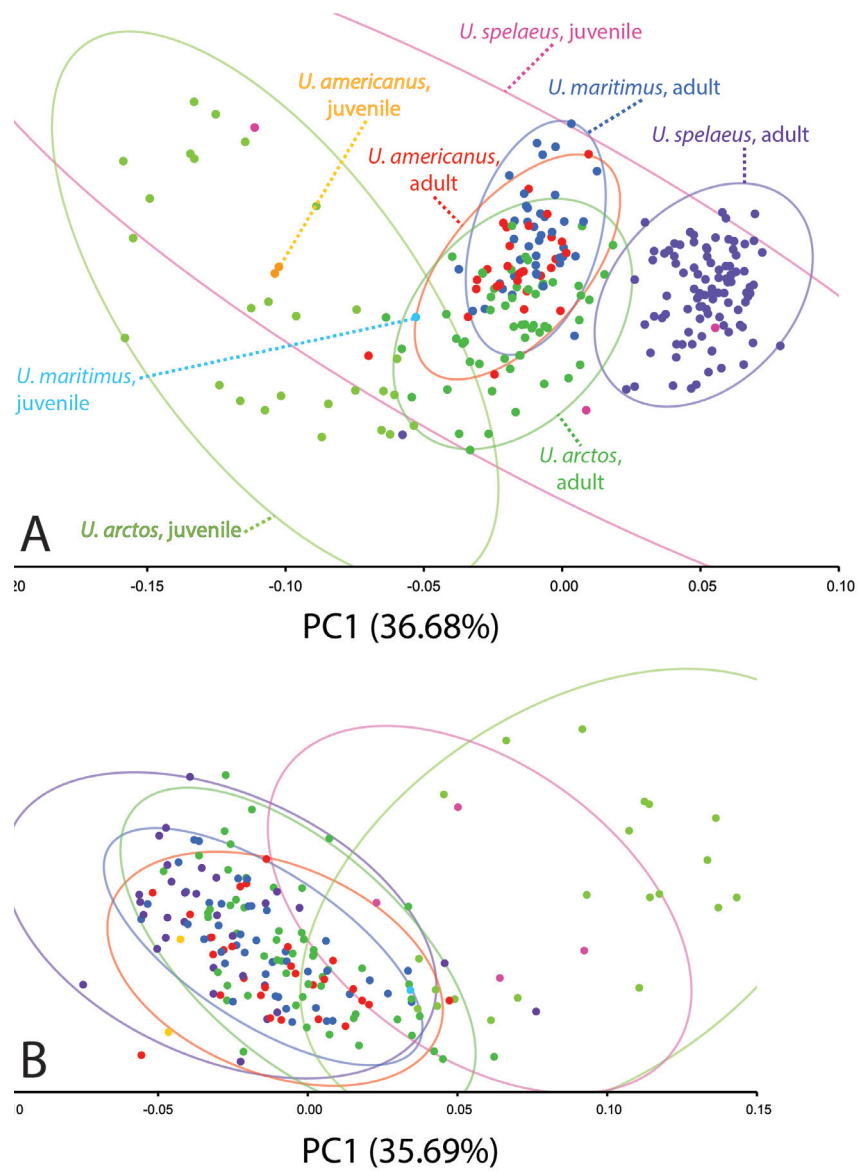 U. spelaeus, juvenile
U. americanus,
juvenile
U. maritimus, adult
U. spelaeus, adult
U. americanus,
adult
U. maritimus,
juvenile
U. arctos,
adult
U. arctos, juvenile
A
20 -0.15 -0.10 -0.05 0.00 0.05 0.10
PC1 (36.68%)
B
0 -0.05 0.00 0.05 0.10 0.15
PC1 (35.69%)